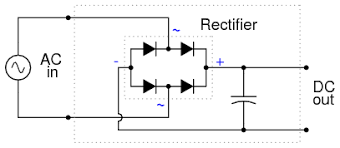 Rectifier
~
AC
in
-
+
~
DC
out